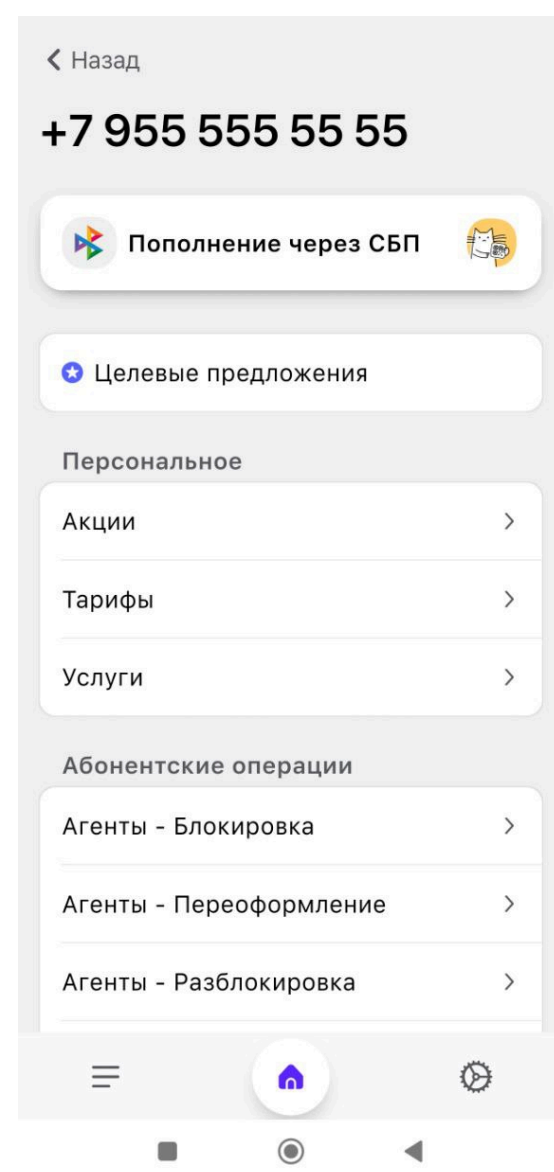 Назад
+7 955 555 55 55
Пополнение через СБП
Целевые предложения
Персональное
Акции
Тарифы
Услуги
Абонентские операции
Агенты - Блокировка
Агенты - Переоформление
Агенты - Разблокировка